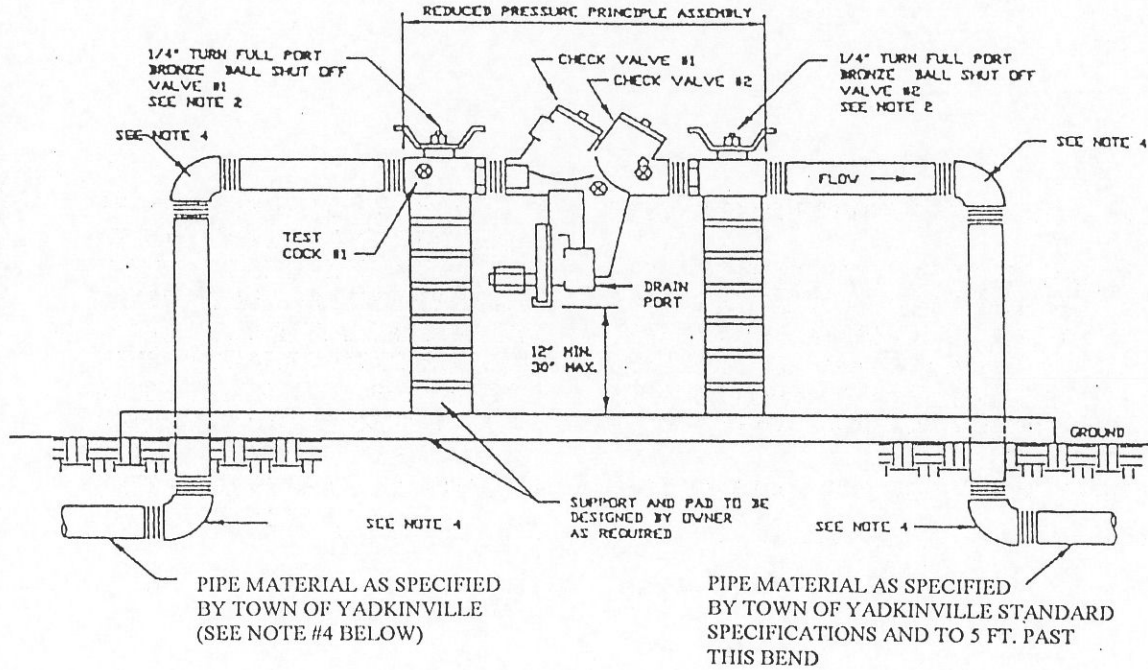 REDUCED PRESSURE PRINCIPLE ASSEMBLY
1/4" TURN FULL PORT
BRONZE BALL SHUT OFF
VALVE #1
SEE NOTE 2
CHECK VALVE #1
CHECK VALVE #2
1/4" TURN FULL PORT
BRONZE BALL SHUT OFF
VALVE #2
SEE NOTE 2
SEE NOTE 4
SEE NOTE 4
FLOW
TEST
COCK #1
DRAIN
PORT
12" MIN.
30" MAX.
GROUND
SEE NOTE 4
SUPPORT AND PAD TO BE
DESIGNED BY OWNER
AS REQUIRED
SEE NOTE 4
PIPE MATERIAL AS SPECIFIED
BY TOWN OF YADKINVILLE
(SEE NOTE #4 BELOW)
PIPE MATERIAL AS SPECIFIED
BY TOWN OF YADKINVILLE STANDARD
SPECIFICATIONS AND TO 5 FT. PAST
THIS BEND